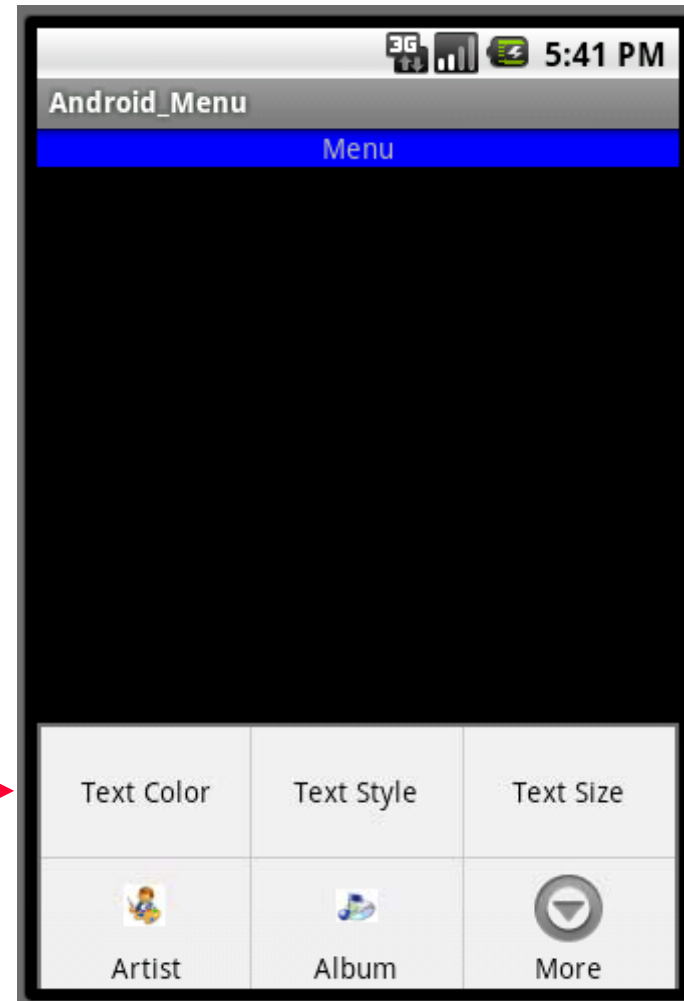 3G 5:41 PM
Android_Menu
Menu
Text Color Text Style Text Size
Artist Album More